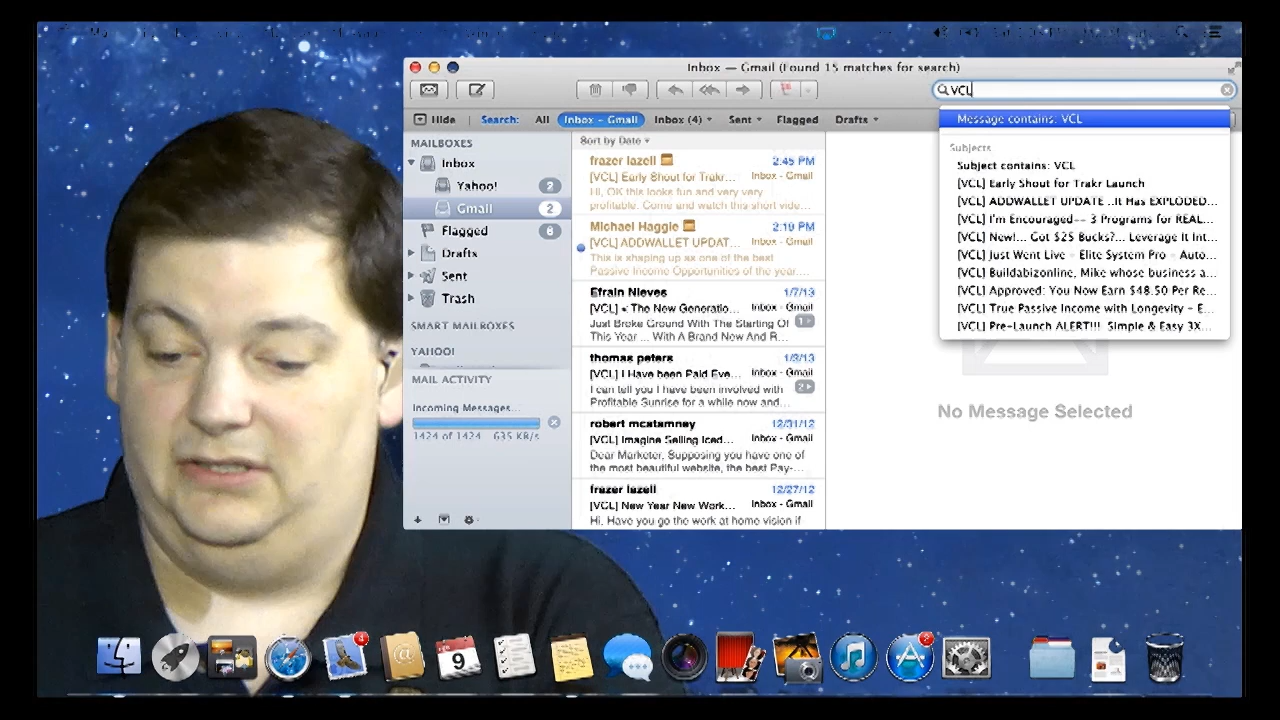 Inbox — Gmail (Found 15 matches for search)
VCL
Hide Search: All Inbox - Gmail Inbox (4) Sent Flagged Drafts
Message contains: VCL
Subjects
Subject contains: VCL
[VCL] Early Shout for Trakr Launch
[VCL] ADDWALLET UPDATE ..It Has EXPLODED...
[VCL] I'm Encouraged-- 3 Programs for REAL...
[VCL] New!... Got $25 Bucks?... Leverage It Int...
[VCL] Just Went Live - Elite System Pro - Auto...
[VCL] Buildabizonline, Mike whose business a...
[VCL] Approved: You Now Earn $48.50 Per Re...
[VCL] True Passive Income with Longevity - E...
[VCL] Pre-Launch ALERT!!! Simple & Easy 3X...
MAILBOXES
Inbox
Yahoo! 2
Gmail 2
Flagged 6
Drafts
Sent
Trash
SMART MAILBOXES
YAHOO!
MAIL ACTIVITY
Incoming Messages...
1424 of 1424 635 KB/s
Sort by Date
frazer lazell 2:45 PM
[VCL] Early Shout for Trakr... Inbox - Gmail
Hi, OK this looks fun and very very
profitable. Come and watch this short vide...
Michael Haggle 2:19 PM
[VCL] ADDWALLET UPDAT... Inbox - Gmail
This is shaping up as one of the best
Passive Income Opportunities of the year....
Efrain Nieves 1/7/13
[VCL] • The New Generatio... Inbox - Gmail
Just Broke Ground With The Starting Of
This Year ... With A Brand New And R... 1
thomas peters 1/3/13
[VCL] I Have been Paid Eve... Inbox - Gmail
I can tell you I have been involved with
Profitable Sunrise for a while now and... 2
robert mcatamney 12/31/12
[VCL] Imagine Selling Iced... Inbox - Gmail
Dear Marketer, Supposing you have one of
the most beautiful website, the best Pay-...
frazer lazell 12/27/12
[VCL] New Year New Work... Inbox - Gmail
Hi. Have you go the work at home vision if
No Message Selected
4
9
2